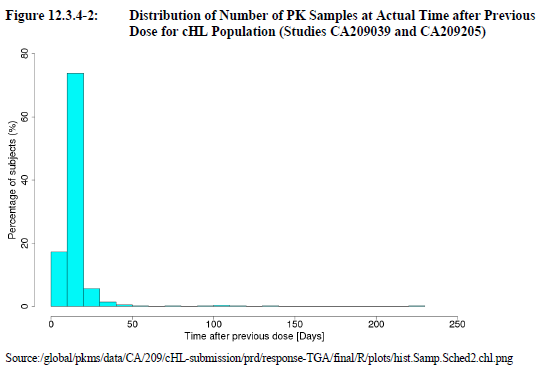 Figure 12.3.4-2: Distribution of Number of PK Samples at Actual Time after Previous
Dose for cHL Population (Studies CA209039 and CA209205)
80
60
40
20
0
Percentage of subjects (%)
0 50 100 150 200 250
Time after previous dose [Days]
Source:/global/pkms/data/CA/209/cHL-submission/prd/response-TGA/final/R/plots/hist.Samp.Sched2.chl.png